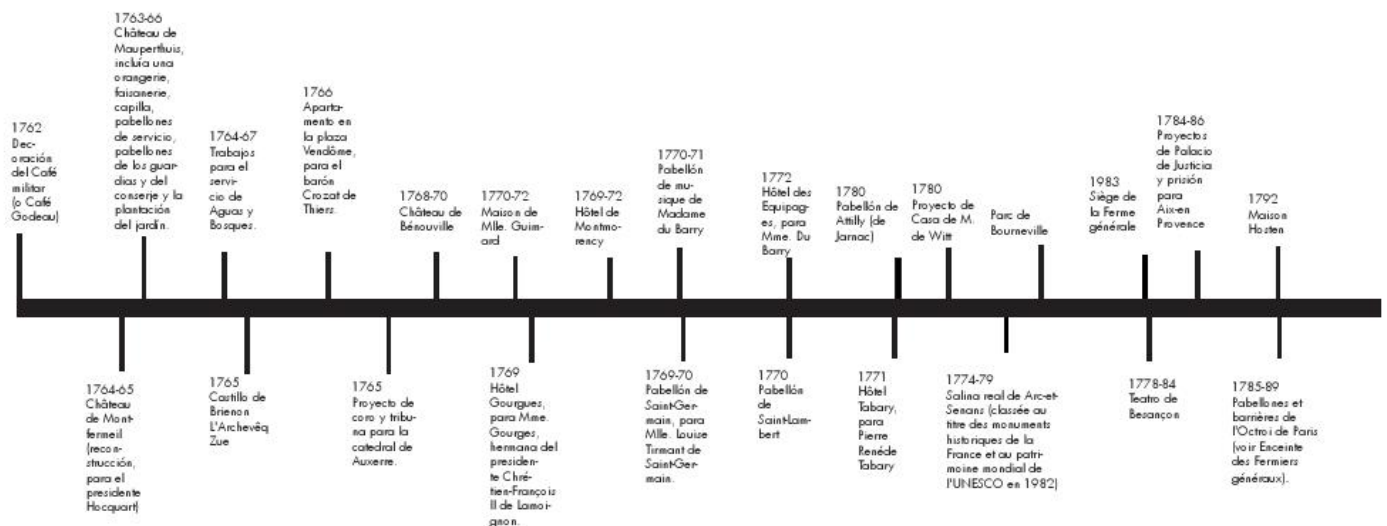 1762
Dec-
oración
del Café
militar
(o Café
Godeau)
1763-66
Château de
Mauperthuis,
incluía una
orangerie,
faisanerie,
capilla,
pabellones
de servicio,
pabellones
de los guar-
dias y del
conserje y la
plantación
del jardín.
1764-67
Trabajos
para el
servi-
cio de
Aguas y
Bosques.
1766
Aparta-
mento en
la plaza
Vendôme,
para el
barón
Crozat de
Thiers.
1768-70
Château de
Bénouville
1770-72
Maison de
Mlle. Guim-
ard
1769-72
Hôtel de
Montmo-
rency
1770-71
Pabellón
de mu-
sique de
Madame
du Barry
1772
Hôtel des
Equipag-
es, para
Mme. Du
Barry
1780
Pabellón de
Attilly (de
Jarnac)
1780
Proyecto de
Casa de M.
de Witt
Parc de
Bourneville
1983
Siège de
la Ferme
générale
1784-86
Proyectos
de Palacio
de Justicia
y prisión
para
Aix-en
Provence
1792
Maison
Hosten
1764-65
Château
de Mont-
fermeil
(recon-
strucción,
para el
presidente
Hocquart)
1765
Castillo de
Brienon
L'Archevêq
Zue
1765
Proyecto de
coro y tribu-
na para la
catedral de
Auxerre.
1769
Hôtel
Gourgues,
para Mme.
Gourges,
hermana del
presiden-
te Chré-
tien-François
II de Lamoi-
gnon.
1769-70
Pabellón de
Saint-Ger-
main, para
Mlle. Louise
Tirmant de
Saint-Ger-
main.
1770
Pabellón
de
Saint-Lam-
bert
1771
Hôtel
Tabary,
para
Pierre
Renéde
Tabary
1774-79
Salina real de Arc-et-
Senans (classée au
titre des monuments
historiques de la
France et au patri-
moine mondial de
l'UNESCO en 1982)
1778-84
Teatro de
Besançon
1785-89
Pabellones et
barrières de
l'Octroi de Paris
(voir Enceinte
des Fermiers
généraux).